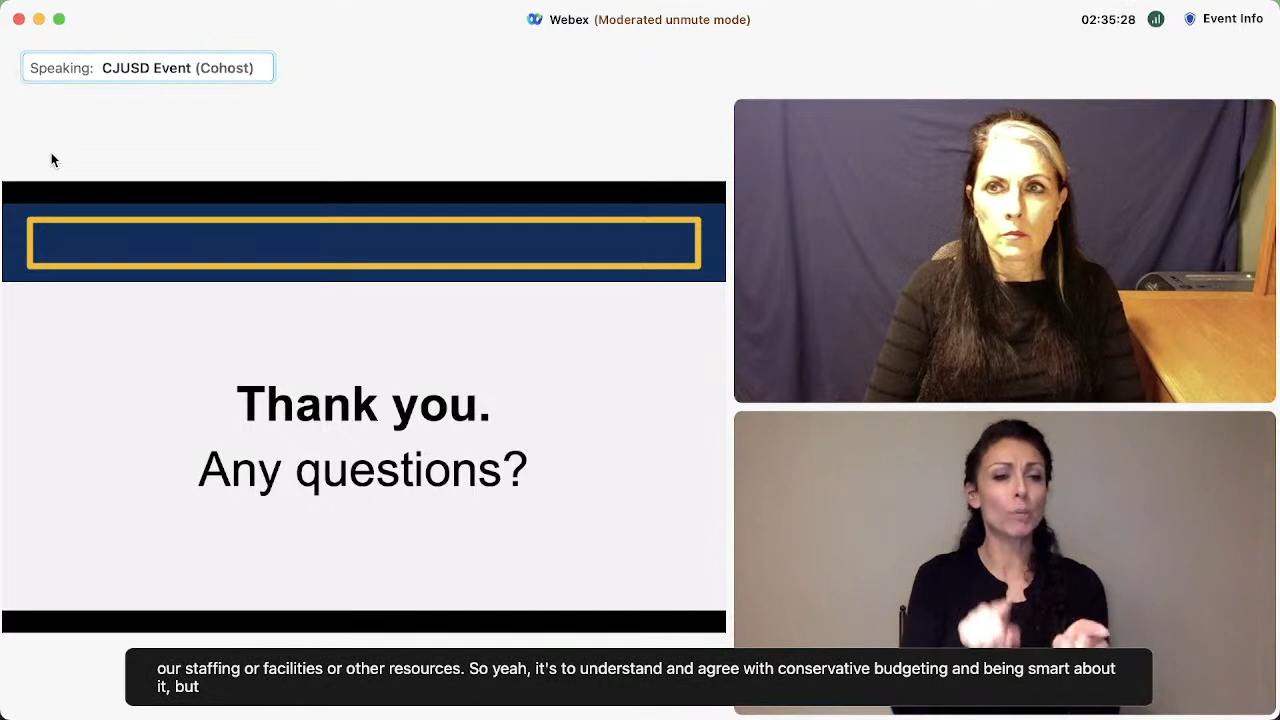 Webex (Moderated unmute mode)
02:35:28
Event Info
Speaking: CJUSD Event (Cohost)
Thank you.
Any questions?
our staffing or facilities or other resources. So yeah, it's to understand and agree with conservative budgeting and being smart about
it, but